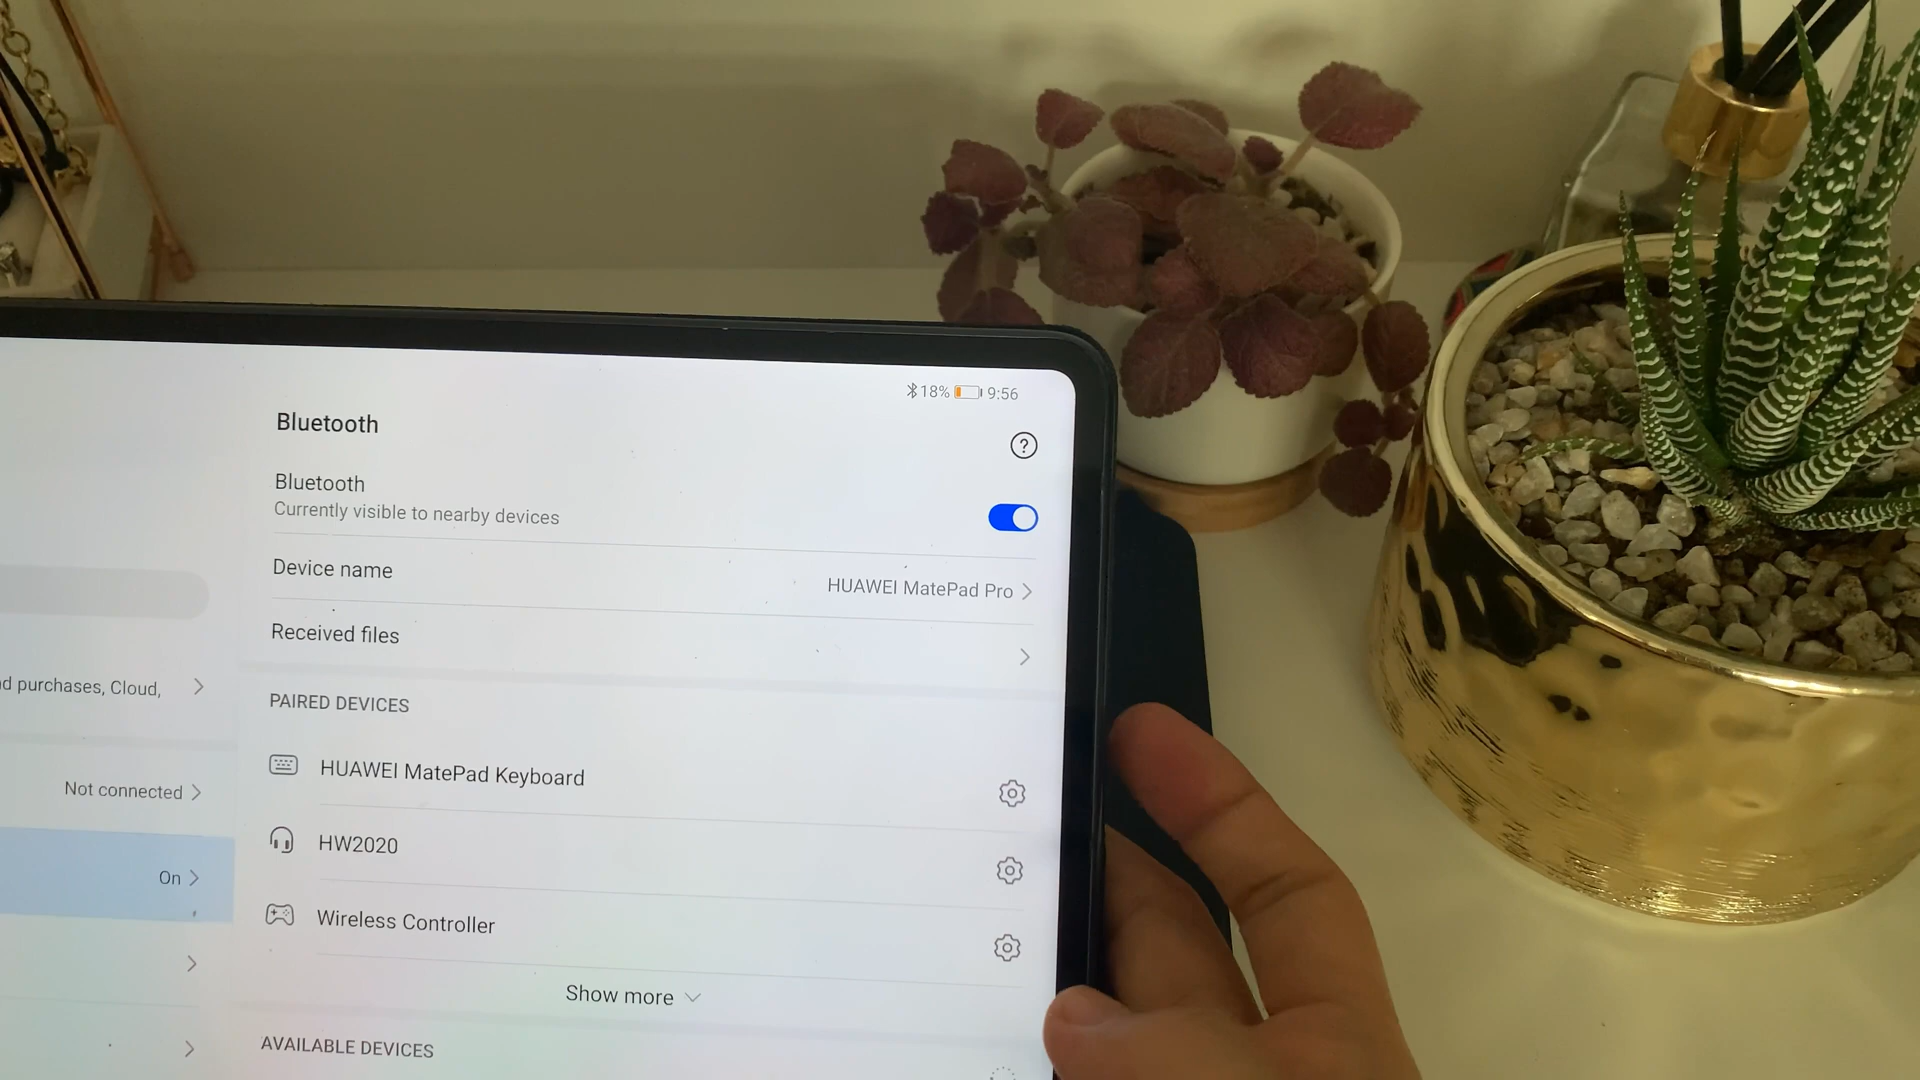 18% 9:56
Bluetooth
Bluetooth
Currently visible to nearby devices
Device name
HUAWEI MatePad Pro
Received files
PAIRED DEVICES
HUAWEI MatePad Keyboard
HW2020
Wireless Controller
Show more
AVAILABLE DEVICES
purchases, Cloud,
Not connected
On